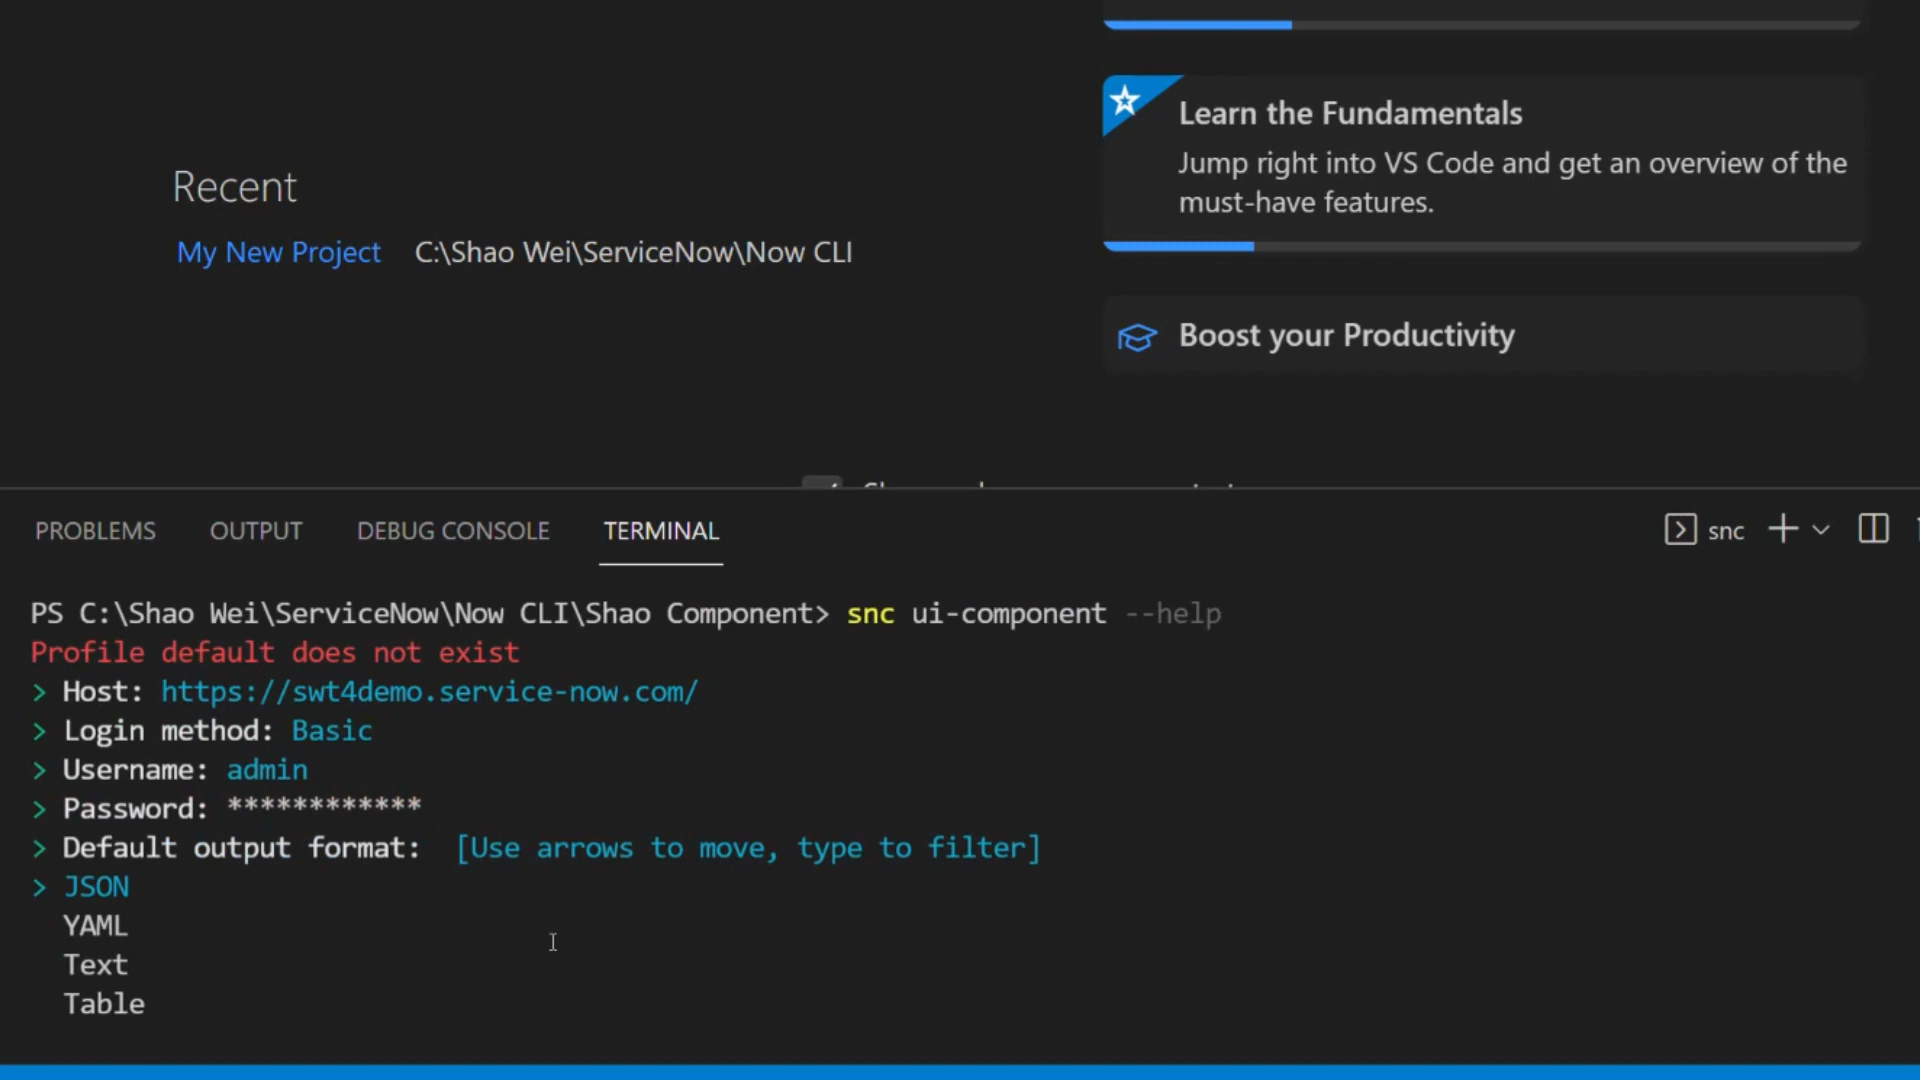 Learn the Fundamentals
Jump right into VS Code and get an overview of the
must-have features.
Recent
My New Project C:\Shao Wei\ServiceNow\Now CLI
Boost your Productivity
PROBLEMS OUTPUT DEBUG CONSOLE TERMINAL
snc
PS C:\Shao Wei\ServiceNow\Now CLI\Shao Component> snc ui-component --help
Profile default does not exist
> Host: https://swt4demo.service-now.com/
> Login method: Basic
> Username: admin
> Password: ************
> Default output format: [Use arrows to move, type to filter]
> JSON
YAML
Text
Table